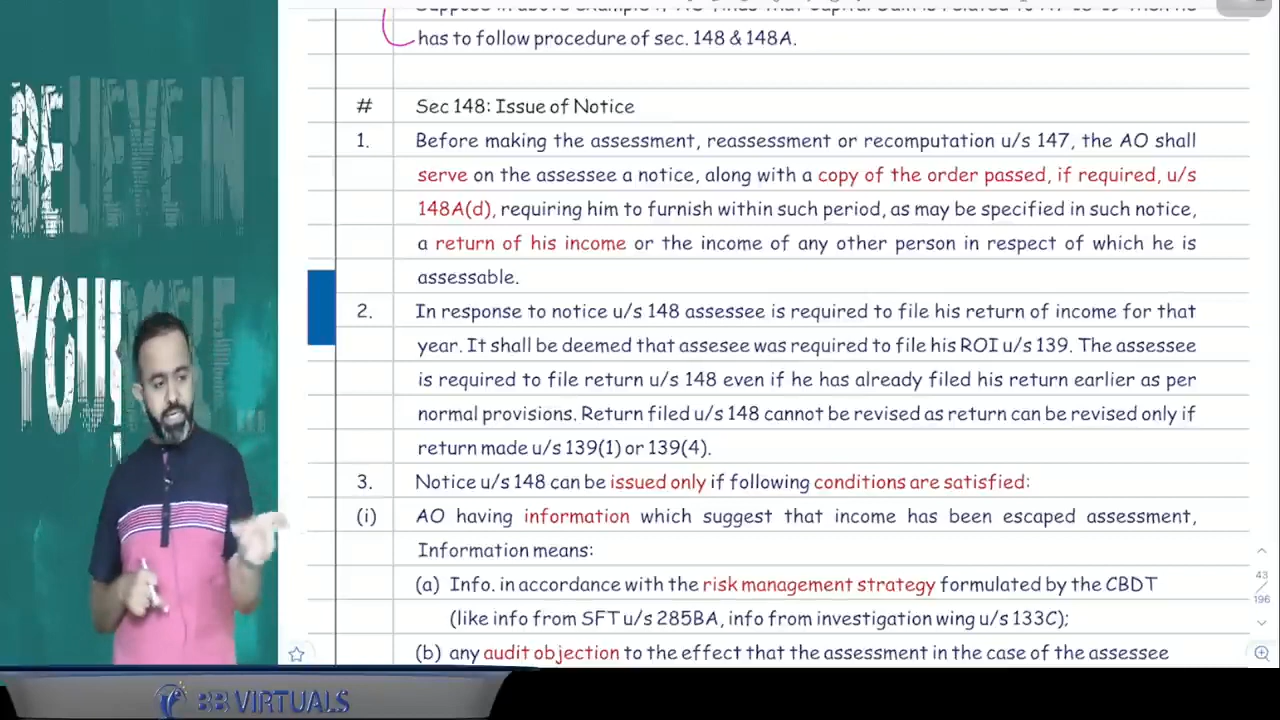 BELIEVE IN
has to follow procedure of sec. 148 & 148A.
# Sec 148: Issue of Notice
1. Before making the assessment, reassessment or recomputation u/s 147, the AO shall
serve on the assessee a notice, along with a copy of the order passed, if required, u/s
148A(d), requiring him to furnish within such period, as may be specified in such notice,
a return of his income or the income of any other person in respect of which he is
assessable.
2. In response to notice u/s 148 assessee is required to file his return of income for that
year. It shall be deemed that assesee was required to file his ROI u/s 139. The assessee
is required to file return u/s 148 even if he has already filed his return earlier as per
normal provisions. Return filed u/s 148 cannot be revised as return can be revised only if
return made u/s 139(1) or 139(4).
3. Notice u/s 148 can be issued only if following conditions are satisfied:
(i) AO having information which suggest that income has been escaped assessment,
Information means:
(a) Info. in accordance with the risk management strategy formulated by the CBDT
(like info from SFT u/s 285BA, info from investigation wing u/s 133C);
(b) any audit objection to the effect that the assessment in the case of the assessee
43
/
196
BB VIRTUALS